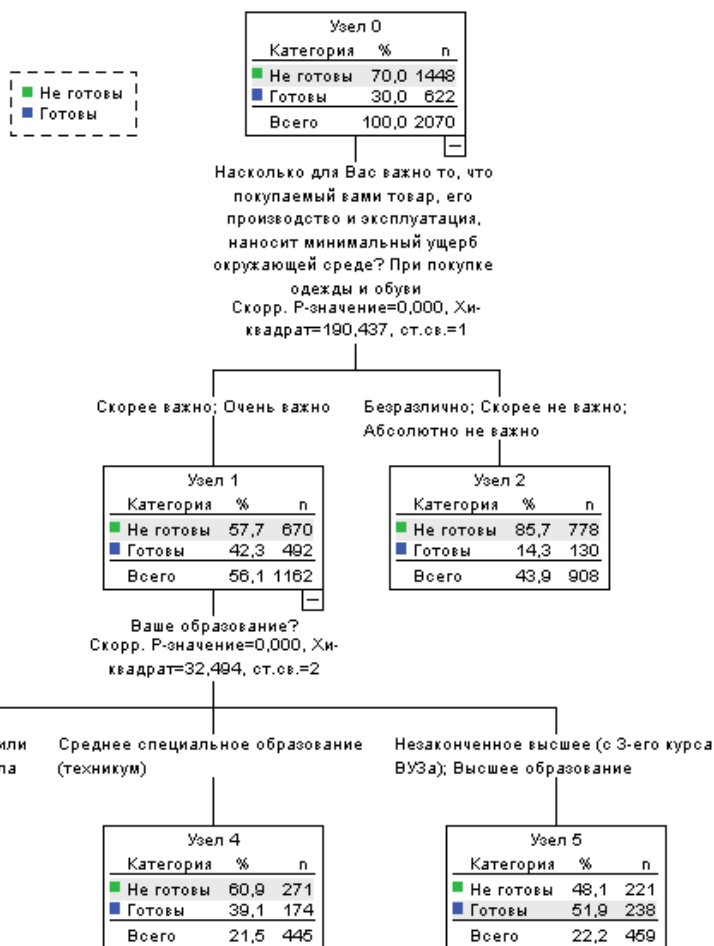 Узел 0
Категория % n
Не готовы 70,0 1448
Готовы 30,0 622
Всего 100,0 2070
Не готовы
Готовы
Насколько для Вас важно то, что
покупаемый вами товар, его
производство и эксплуатация,
наносит минимальный ущерб
окружающей среде? При покупке
одежды и обуви
Скорр. P-значение=0,000, Хи-
квадрат=190,437, ст.св.=1
Скорее важно; Очень важно
Безразлично; Скорее не важно;
Абсолютно не важно
Узел 1
Категория % n
Не готовы 57,7 670
Готовы 42,3 492
Всего 56,1 1162
Узел 2
Категория % n
Не готовы 85,7 778
Готовы 14,3 130
Всего 43,9 908
Ваше образование?
Скорр. P-значение=0,000, Хи-
квадрат=32,494, ст.св.=2
или
ла
Среднее специальное образование
(техникум)
Незаконченное высшее (с 3-его курса
ВУЗа); Высшее образование
Узел 4
Категория % n
Не готовы 60,9 271
Готовы 39,1 174
Всего 21,5 445
Узел 5
Категория % n
Не готовы 48,1 221
Готовы 51,9 238
Всего 22,2 459